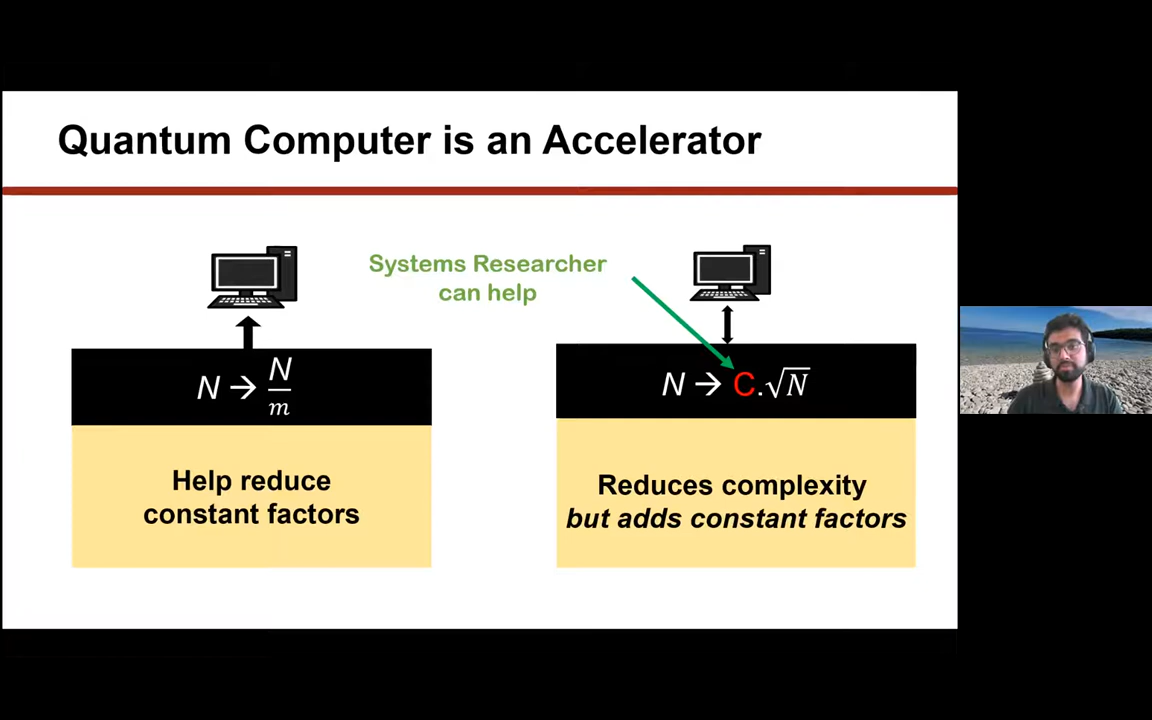 Quantum Computer is an Accelerator
Systems Researcher
can help
N → N/m
Help reduce
constant factors
N → C.√N
Reduces complexity
but adds constant factors